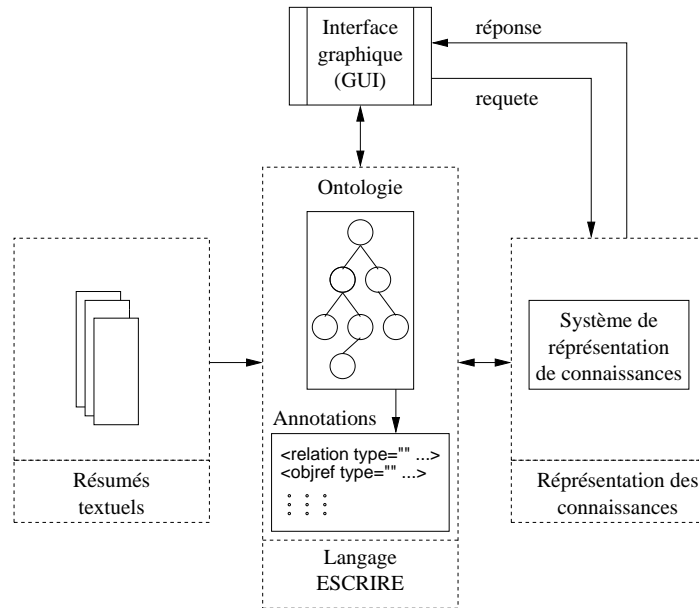 Interface
graphique
(GUI)
réponse
requete
Ontologie
Système de
réprésentation
de connaissances
Annotations
<relation type="" ...>
<objref type="" ...>
Résumés
textuels
Réprésentation des
connaissances
Langage
ESCRIRE